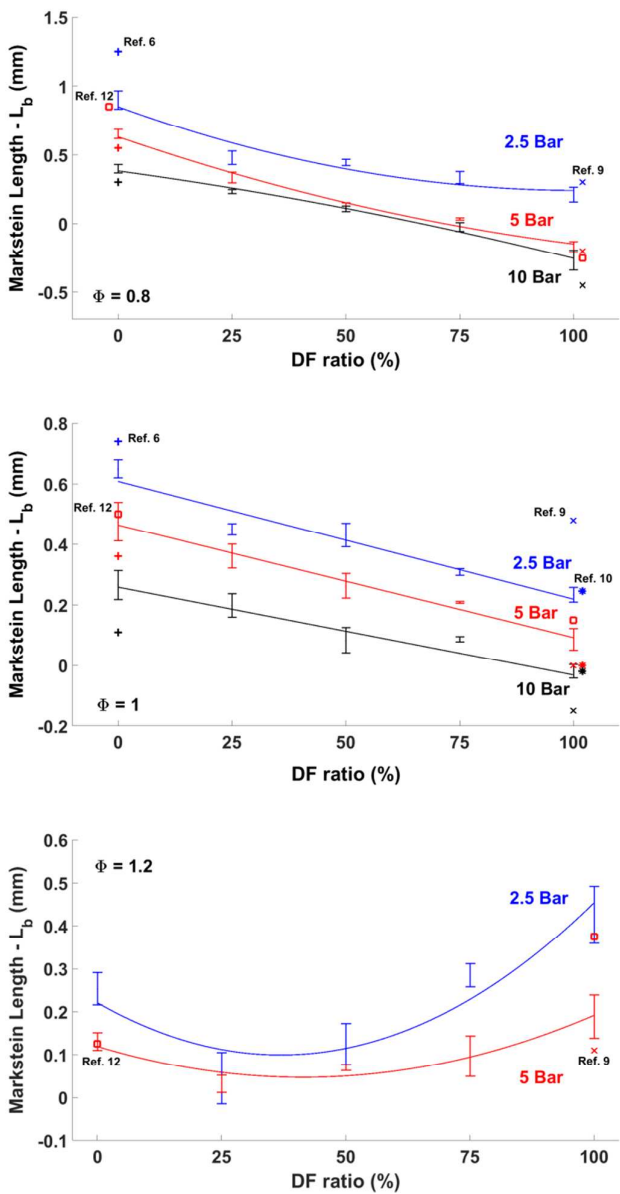 1.5
Ref. 6
1
Ref. 12
2.5 Bar
0.5
Ref. 9
5 Bar
0
10 Bar
-0.5
Φ = 0.8
Markstein Length - L_b (mm)
0 25 50 75 100
DF ratio (%)
0.8
Ref. 6
0.6
Ref. 12
Ref. 9
0.4
2.5 Bar
Ref. 10
0.2
5 Bar
0
10 Bar
Φ = 1
-0.2
Markstein Length - L_b (mm)
0 25 50 75 100
DF ratio (%)
0.6
Φ = 1.2
0.5
2.5 Bar
0.4
0.3
0.2
0.1
Ref. 12
Ref. 9
5 Bar
0
-0.1
Markstein Length - L_b (mm)
0 25 50 75 100
DF ratio (%)